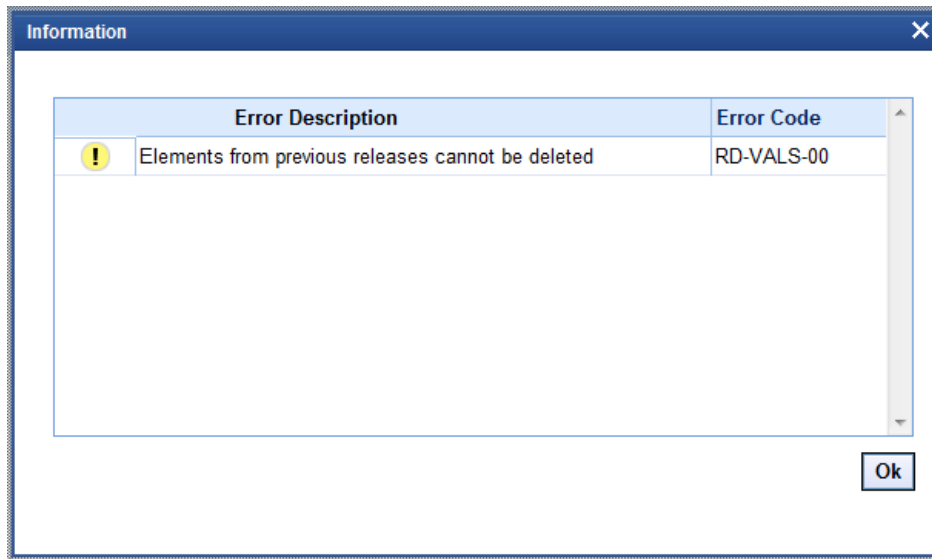 Information
Error Description Error Code
! Elements from previous releases cannot be deleted RD-VALS-00
Ok